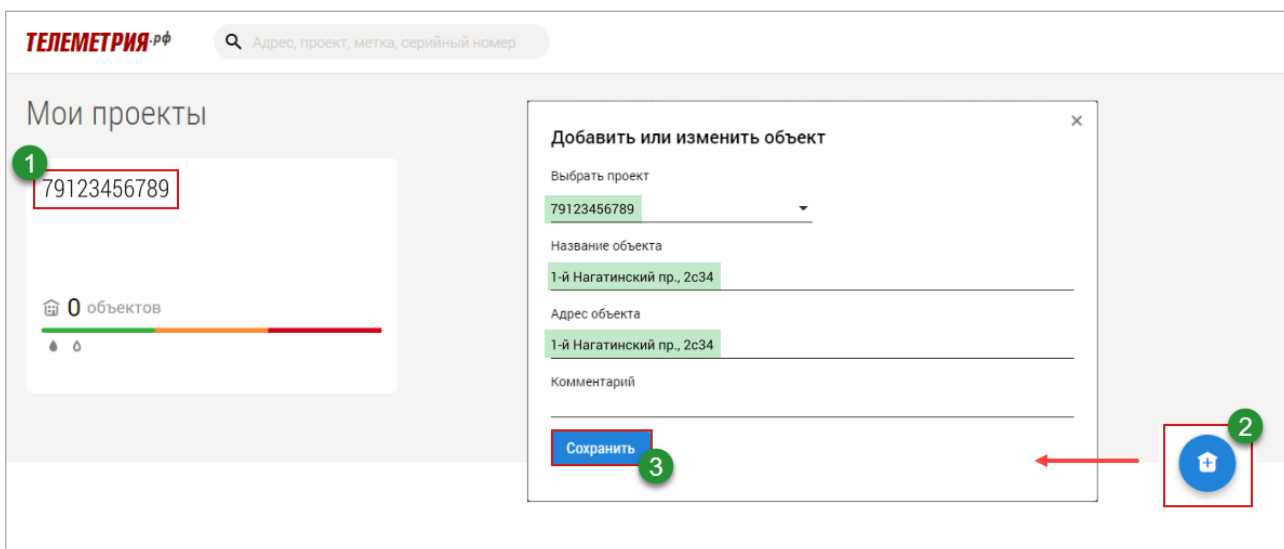 ТЕЛЕМЕТРИЯ.РФ
Адрес, проект, метка, серийный номер
Мои проекты
1
79123456789
0 объектов
Добавить или изменить объект
×
Выбрать проект
79123456789
Название объекта
1-й Нагатинский пр., 2с34
Адрес объекта
1-й Нагатинский пр., 2с34
Комментарий
Сохранить
3
2